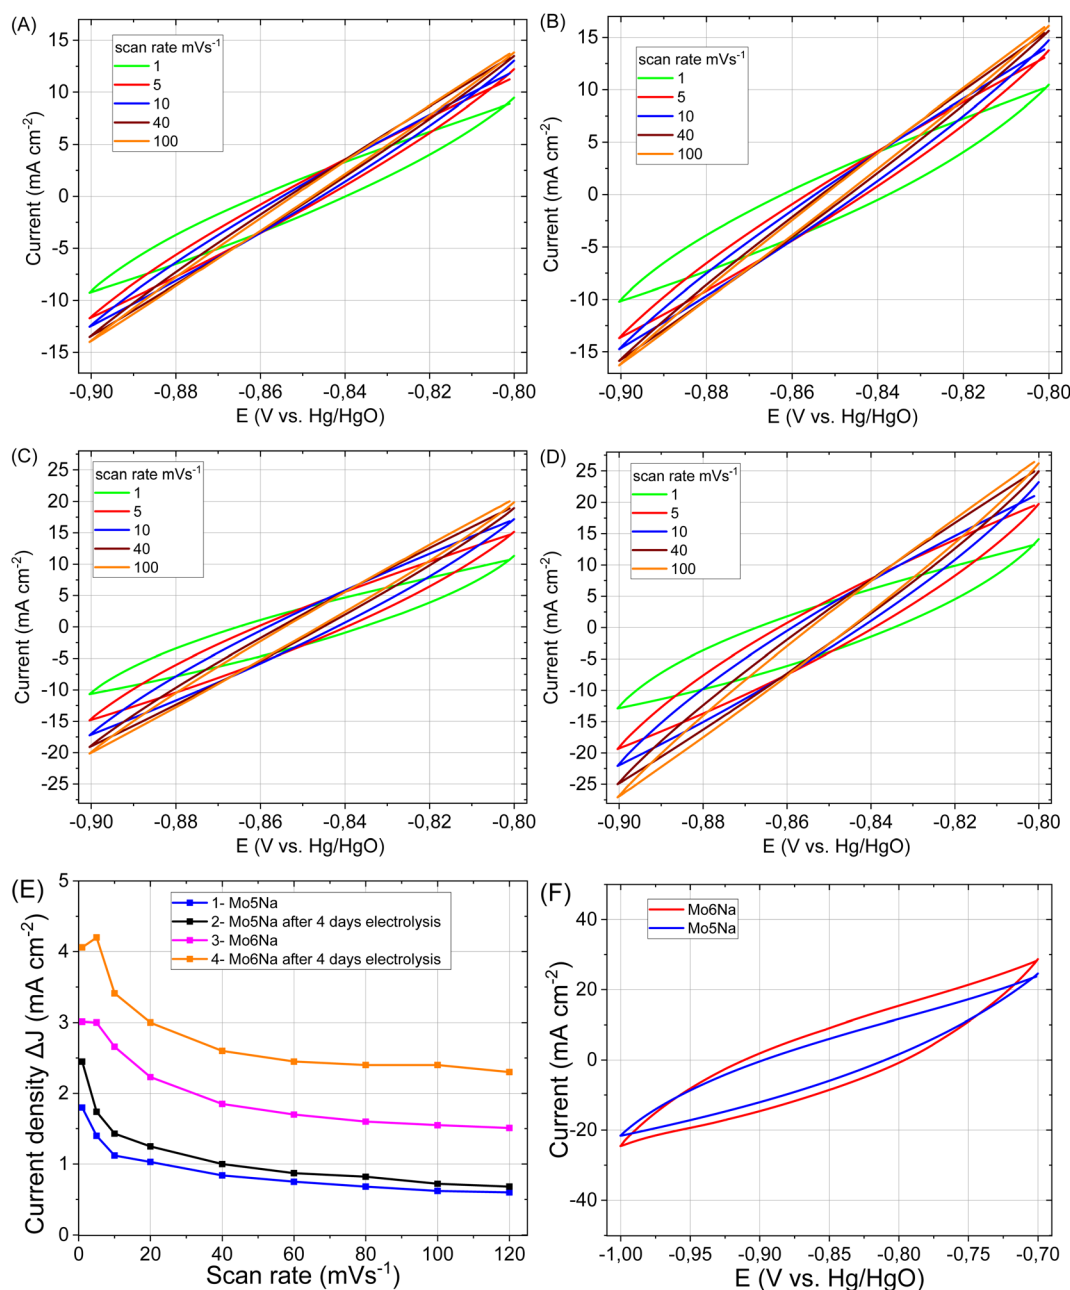 (A)
scan rate mVs-1
1
5
10
40
100
15
10
5
0
-5
-10
-15
Current (mA cm-2)
-0,90 -0,88 -0,86 -0,84 -0,82 -0,80
E (V vs. Hg/HgO)
(B)
scan rate mVs-1
1
5
10
40
100
15
10
5
0
-5
-10
-15
Current (mA cm-2)
-0,90 -0,88 -0,86 -0,84 -0,82 -0,80
E (V vs. Hg/HgO)
(C)
scan rate mVs-1
1
5
10
40
100
25
20
15
10
5
0
-5
-10
-15
-20
-25
Current (mA cm-2)
-0,90 -0,88 -0,86 -0,84 -0,82 -0,80
E (V vs. Hg/HgO)
(D)
scan rate mVs-1
1
5
10
40
100
25
20
15
10
5
0
-5
-10
-15
-20
-25
Current (mA cm-2)
-0,90 -0,88 -0,86 -0,84 -0,82 -0,80
E (V vs. Hg/HgO)
(E)
1- Mo5Na
2- Mo5Na after 4 days electrolysis
3- Mo6Na
4- Mo6Na after 4 days electrolysis
5
4
3
2
1
0
Current density ΔJ (mA cm-2)
0 20 40 60 80 100 120
Scan rate (mVs-1)
(F)
Mo6Na
Mo5Na
40
20
0
-20
-40
Current (mA cm-2)
-1,00 -0,95 -0,90 -0,85 -0,80 -0,75 -0,70
E (V vs. Hg/HgO)